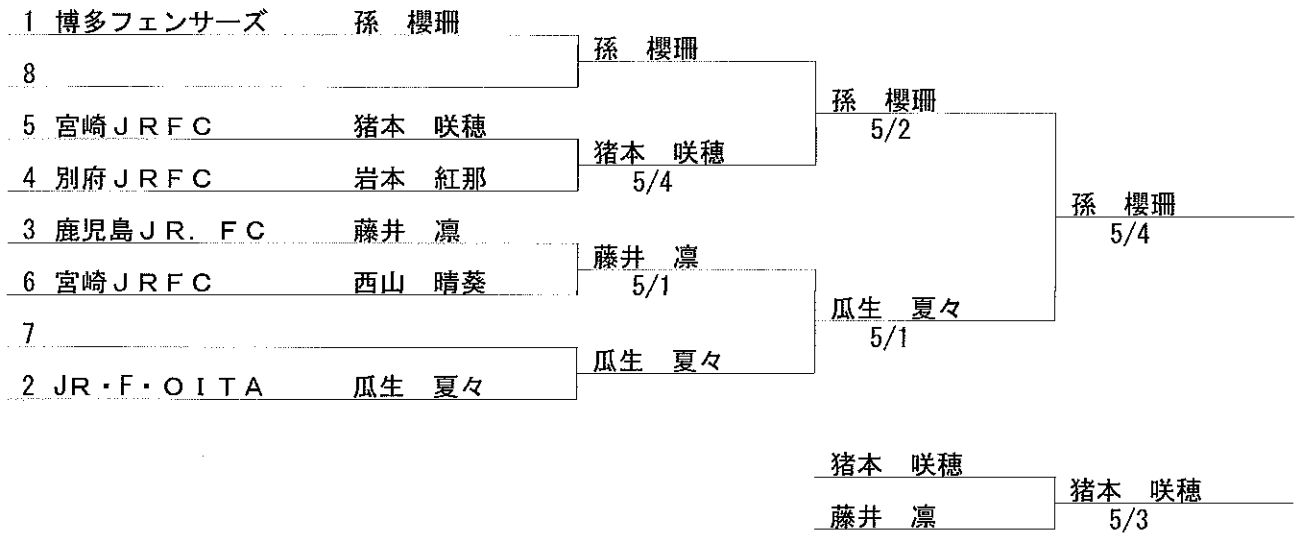 1 博多フェンサーズ 孫 櫻珊
8
5 宮崎ＪＲＦＣ 猪本 咲穂
4 別府ＪＲＦＣ 岩本 紅那
3 鹿児島ＪＲ．ＦＣ 藤井 凛
6 宮崎ＪＲＦＣ 西山 晴葵
7
2 JR・F・ＯＩＴＡ 瓜生 夏々
孫 櫻珊
猪本 咲穂
5/4
藤井 凛
5/1
瓜生 夏々
孫 櫻珊
5/2
瓜生 夏々
5/1
孫 櫻珊
5/4
猪本 咲穂
藤井 凛
猪本 咲穂
5/3